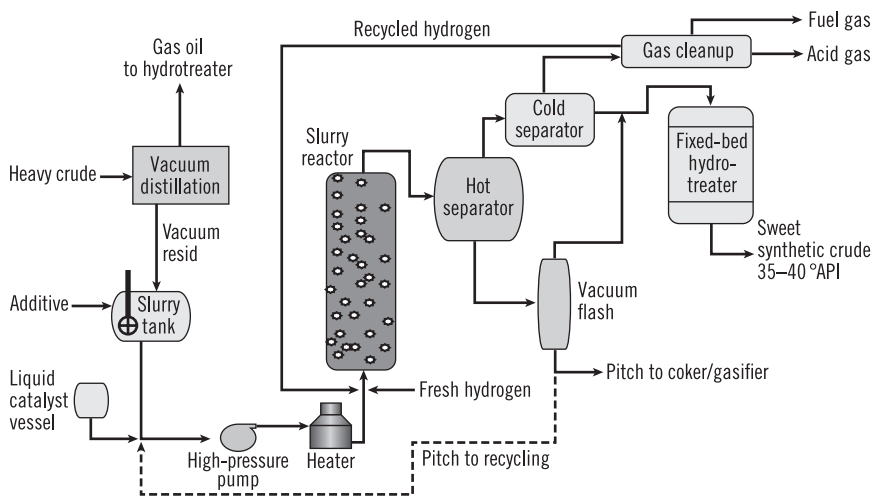 Fuel gas
Recycled hydrogen
Gas cleanup
Acid gas
Gas oil
to hydrotreater
Cold
separator
Slurry
reactor
Fixed-bed
hydro-
treater
Heavy crude
Vacuum
distillation
Hot
separator
Vacuum
resid
Sweet
synthetic crude
35–40 °API
Additive
Slurry
tank
Vacuum
flash
Liquid
catalyst
vessel
Fresh hydrogen
Pitch to coker/gasifier
High-pressure
pump
Heater
Pitch to recycling